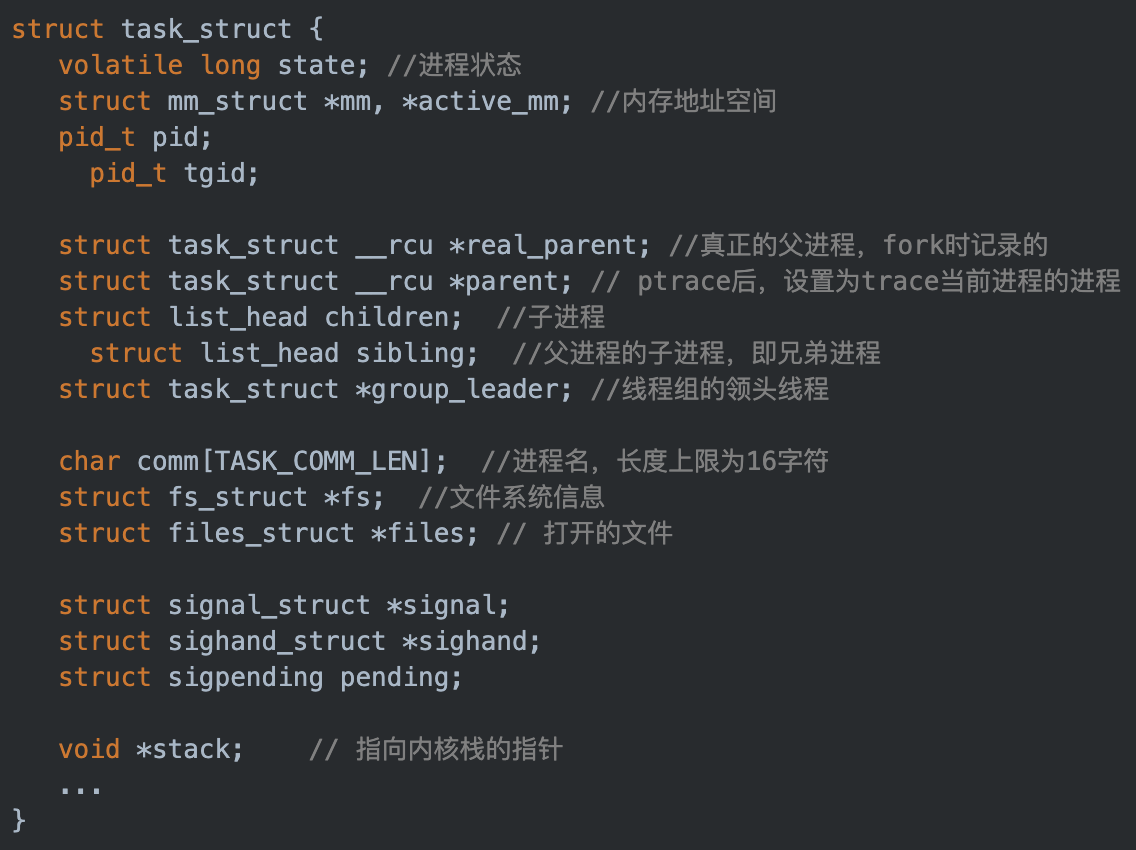 struct task_struct {
volatile long state; //进程状态
struct mm_struct *mm, *active_mm; //内存地址空间
pid_t pid;
pid_t tgid;
struct task_struct __rcu *real_parent; //真正的父进程，fork时记录的
struct task_struct __rcu *parent; // ptrace后，设置为trace当前进程的进程
struct list_head children;  //子进程
struct list_head sibling;  //父进程的子进程，即兄弟进程
struct task_struct *group_leader; //线程组的领头线程
char comm[TASK_COMM_LEN];  //进程名，长度上限为16字符
struct fs_struct *fs;  //文件系统信息
struct files_struct *files; // 打开的文件
struct signal_struct *signal;
struct sighand_struct *sighand;
struct sigpending pending;
void *stack;    // 指向内核栈的指针
...
}